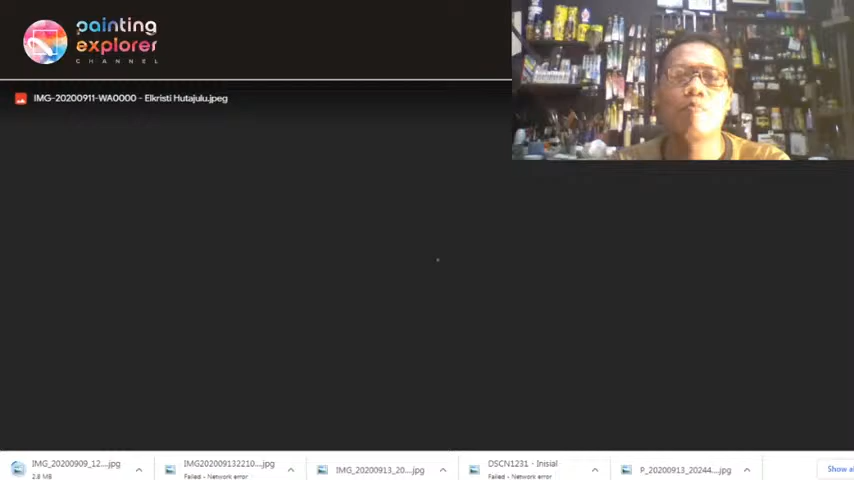 painting
explorer
CHANNEL
IMG-20200911-WA0000 - Elkristi Hutajulu.jpeg
IMG_20200909_12....jpg
2.8 MB
IMG202009132210....jpg
Failed - Network error
IMG_20200913_20....jpg
DSCN1231 - Inisial
Failed - Network error
P_20200913_20244....jpg
Show al